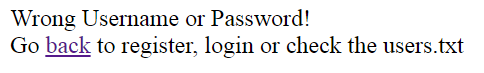 Wrong Username or Password!
Go back to register, login or check the users.txt